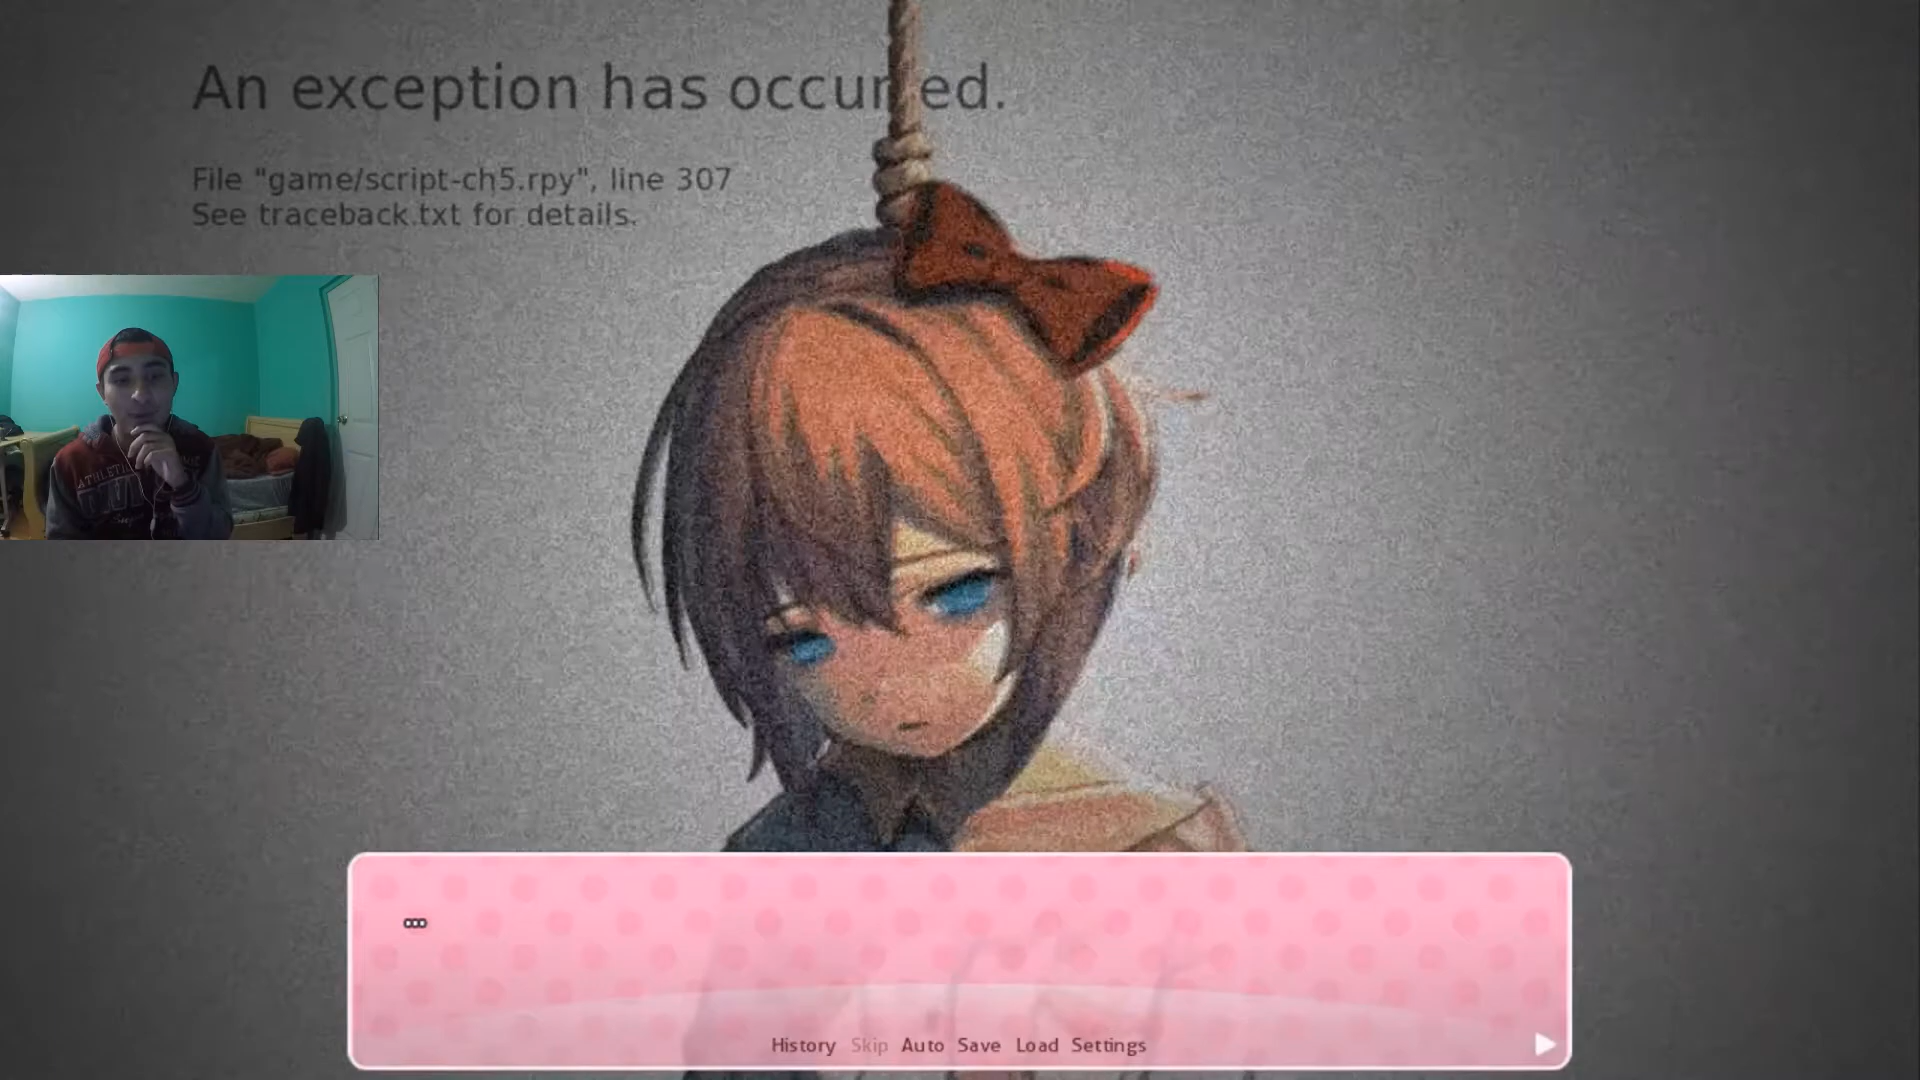 An exception has occurred.
File "game/script-ch5.rpy", line 307
See traceback.txt for details.
...
History Skip Auto Save Load Settings